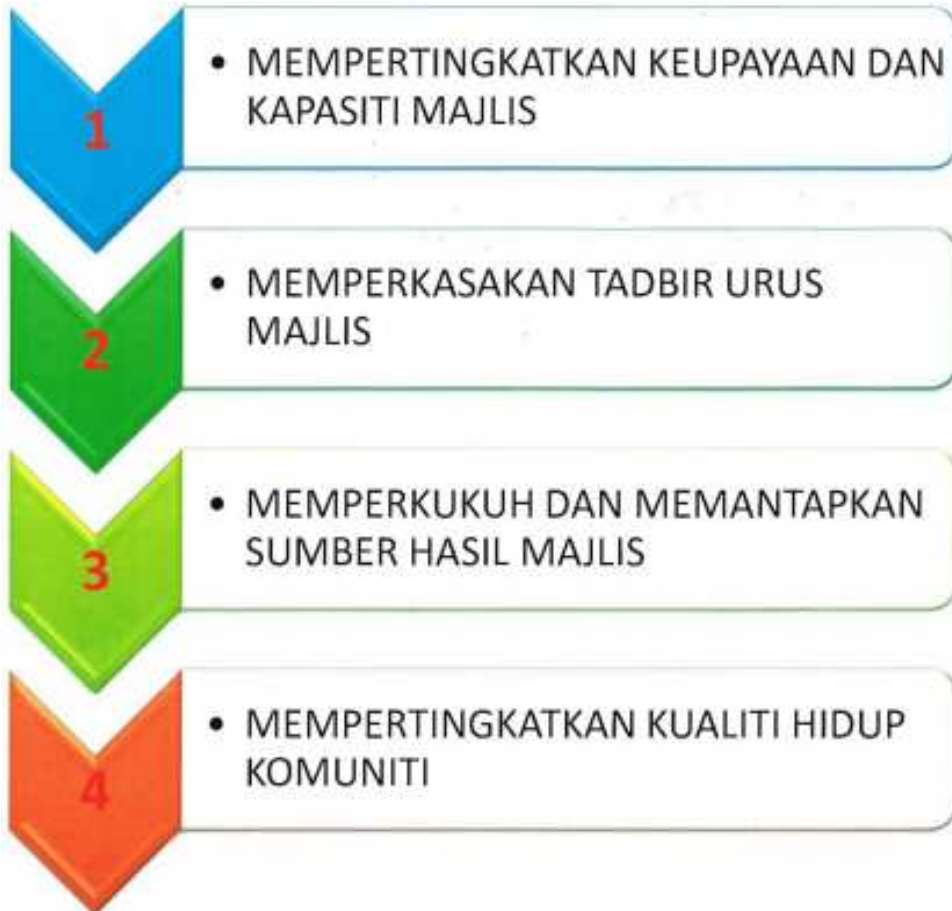 1
• MEMPERTINGKATKAN KEUPAYAAN DAN
KAPASITI MAJLIS
2
• MEMPERKASAKAN TADBIR URUS
MAJLIS
3
• MEMPERKUKUH DAN MEMANTAPKAN
SUMBER HASIL MAJLIS
4
• MEMPERTINGKATKAN KUALITI HIDUP
KOMUNITI